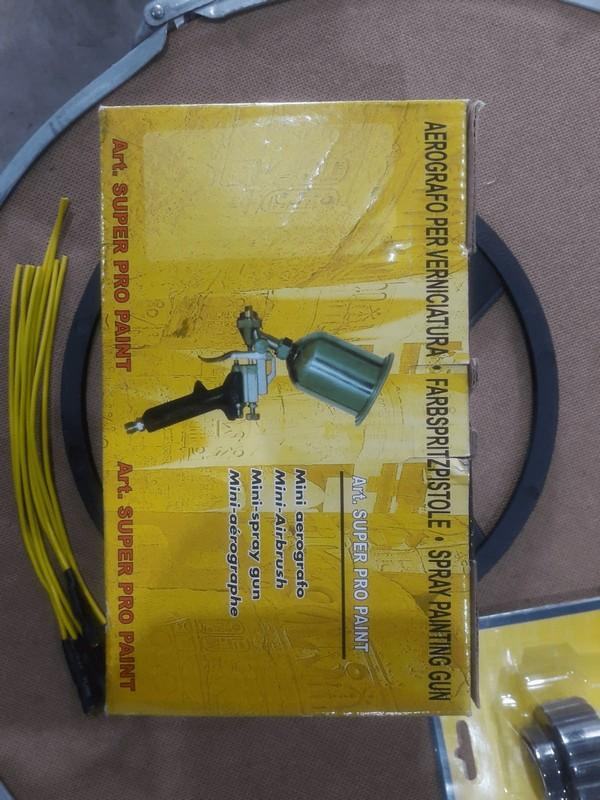 AEROGRAFO PER VERNICIATURA • FARBSPRITZPISTOLE • SPRAY PAINTING GUN
Art. SUPER PRO PAINT
Mini aerografo
Mini-Airbrush
Mini-spray gun
Mini-aérographe
Art. SUPER PRO PAINT
Art. SUPER PRO PAINT